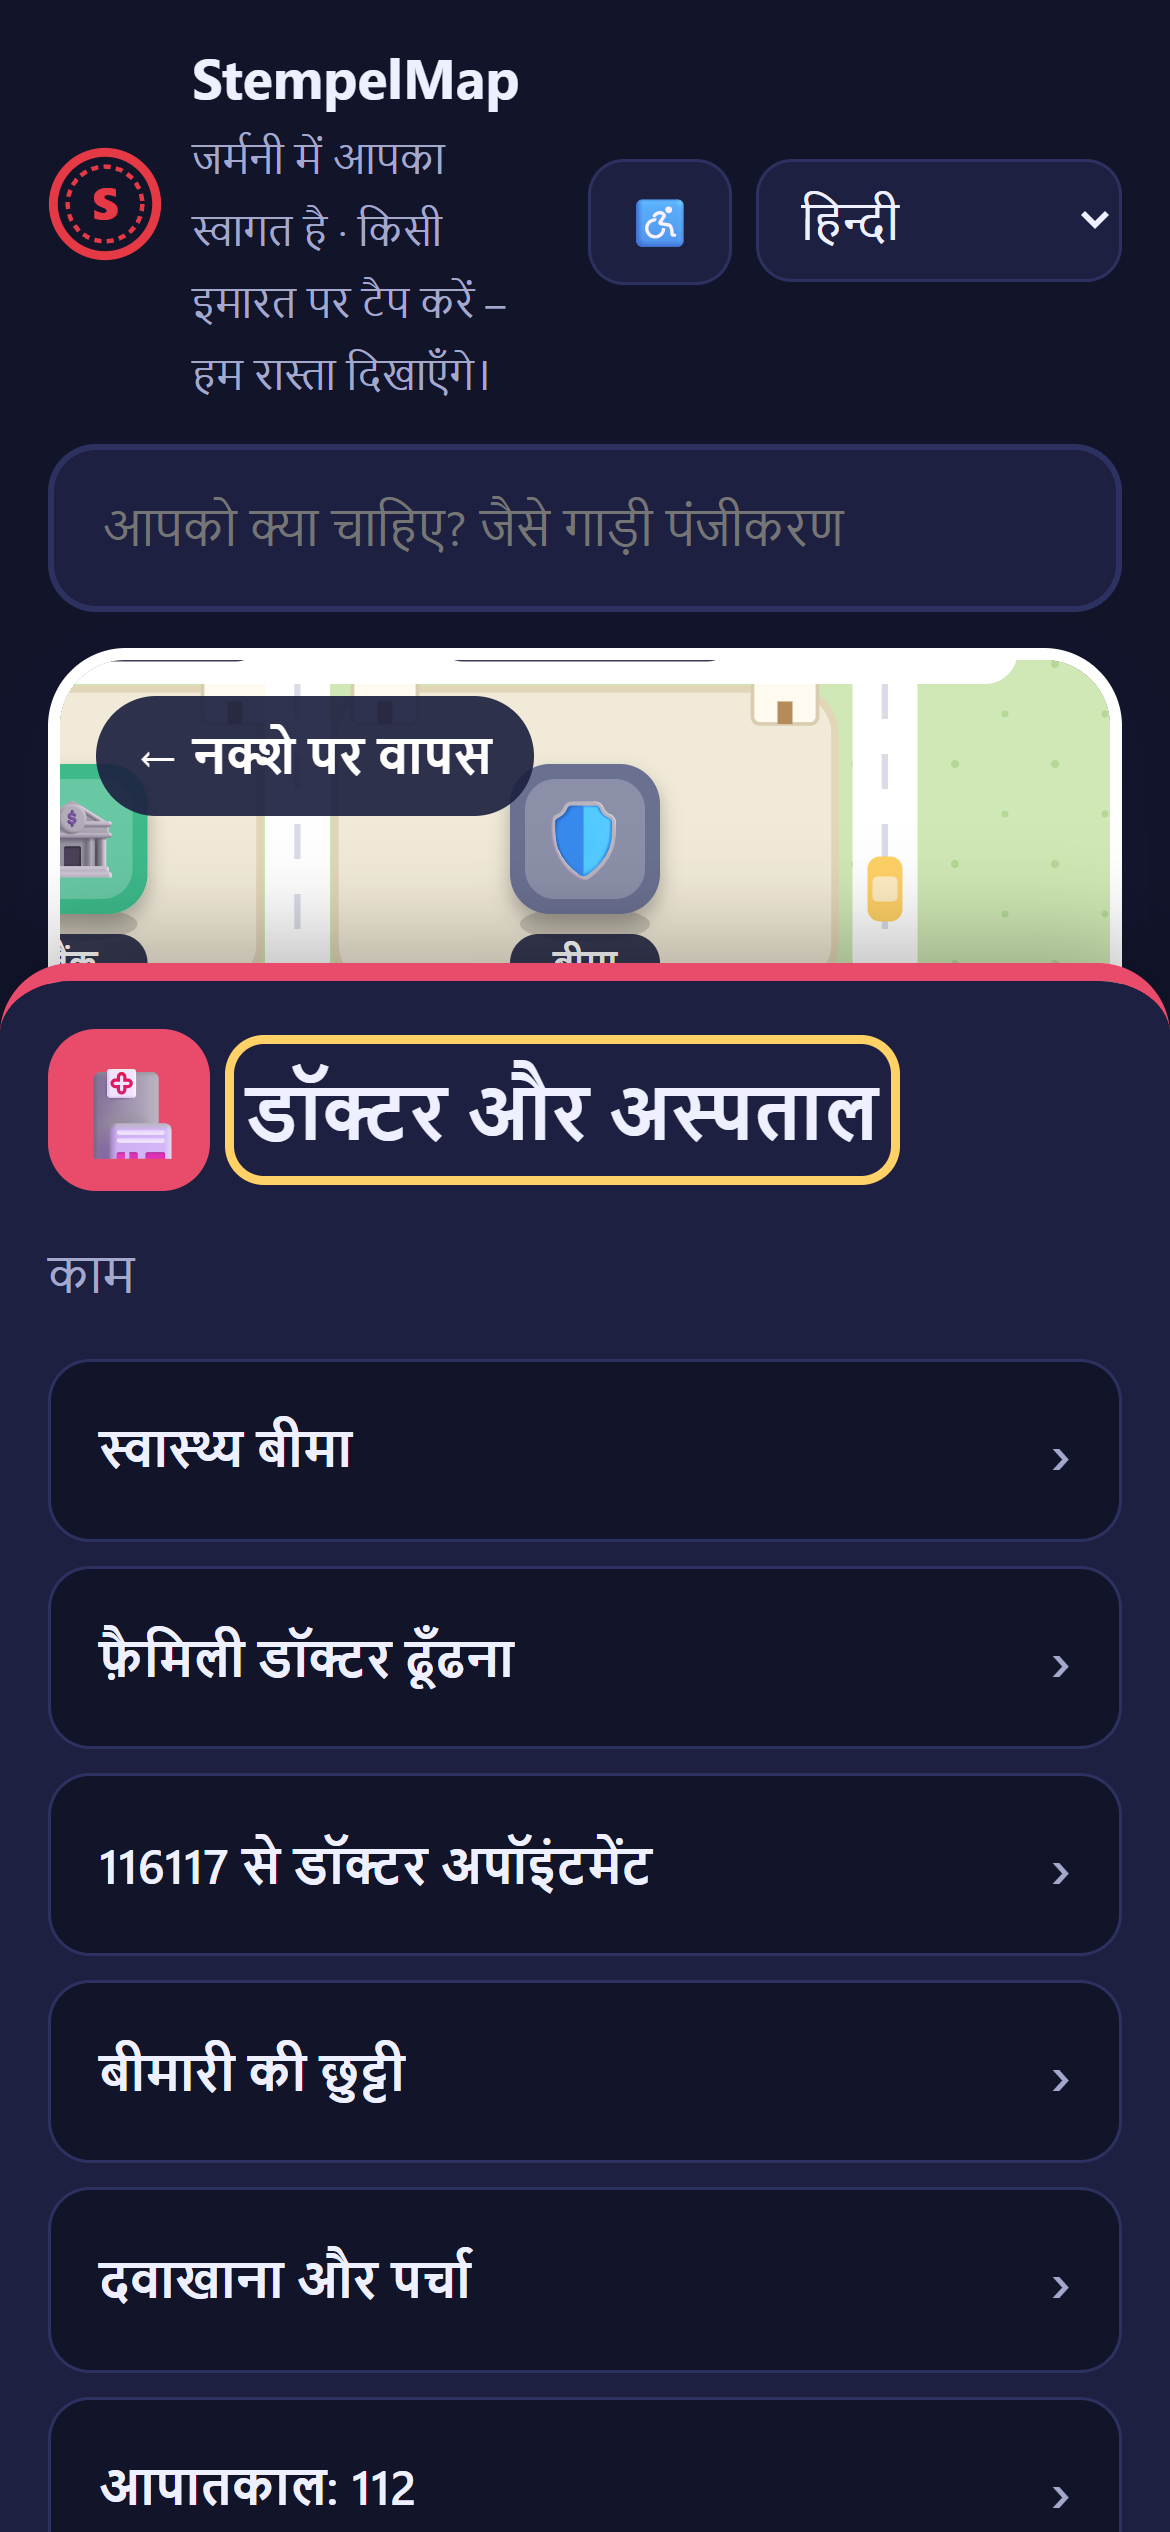 StempelMap
जर्मनी में आपका
स्वागत है · किसी
इमारत पर टैप करें –
हम रास्ता दिखाएँगे।
S
हिन्दी
आपको क्या चाहिए? जैसे गाड़ी पंजीकरण
← नक्शे पर वापस
बीमा
डॉक्टर और अस्पताल
काम
स्वास्थ्य बीमा
फ़ैमिली डॉक्टर ढूँढना
116117 से डॉक्टर अपॉइंटमेंट
बीमारी की छुट्टी
दवाखाना और पर्चा
आपातकाल: 112